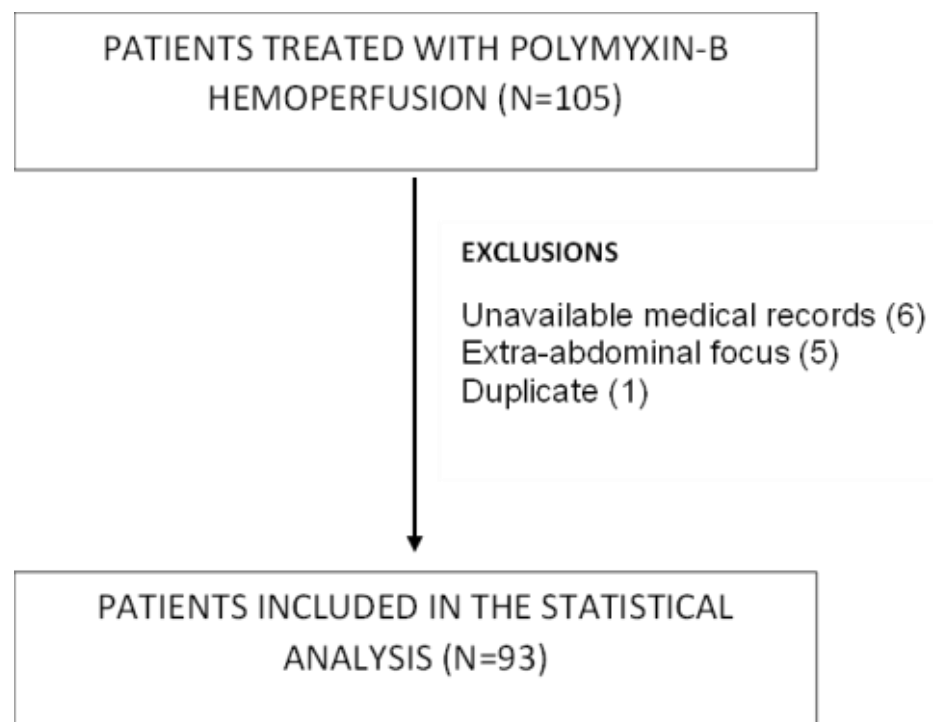 PATIENTS TREATED WITH POLYMYXIN-B
HEMOPERFUSION (N=105)
EXCLUSIONS
Unavailable medical records (6)
Extra-abdominal focus (5)
Duplicate (1)
PATIENTS INCLUDED IN THE STATISTICAL
ANALYSIS (N=93)